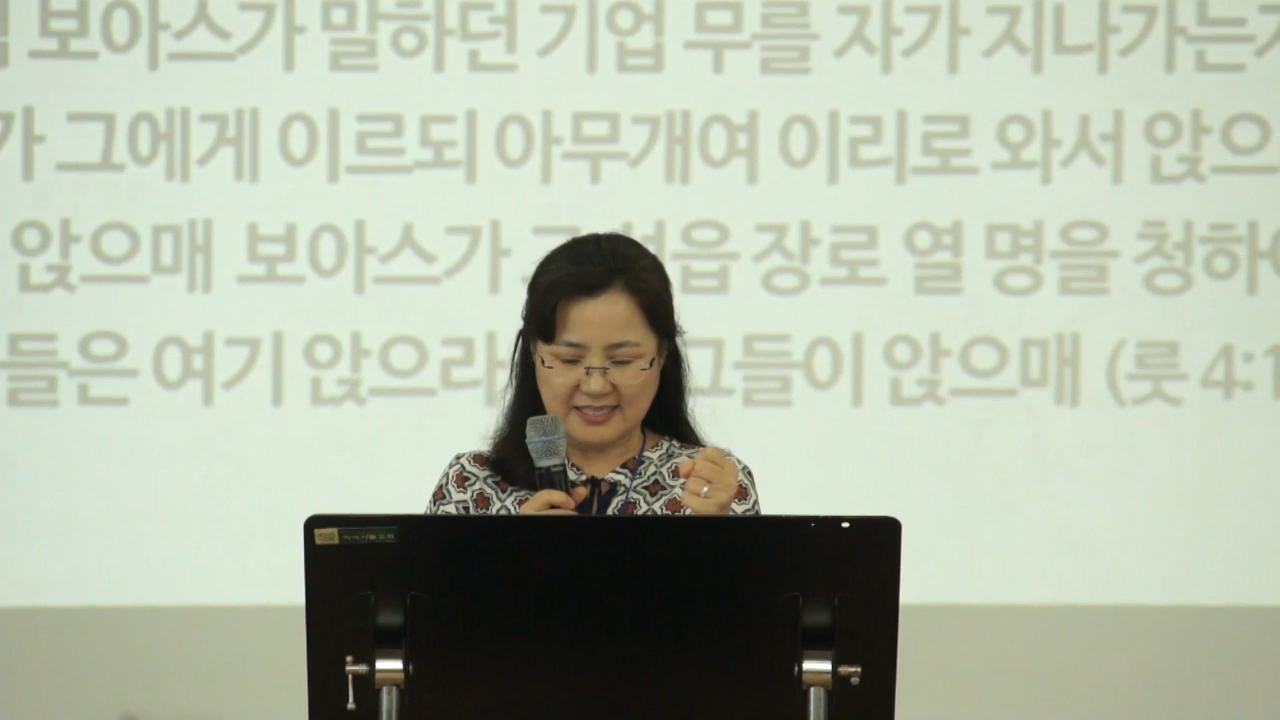 보아스가 말하던 기업 무를 자가 지나가는지
가 그에게 이르되 아무개여 이리로 와서 앉으
앉으매 보아스가 읍 장로 열 명을 청하
들은 여기 앉으라 그들이 앉으매 (룻 4:1